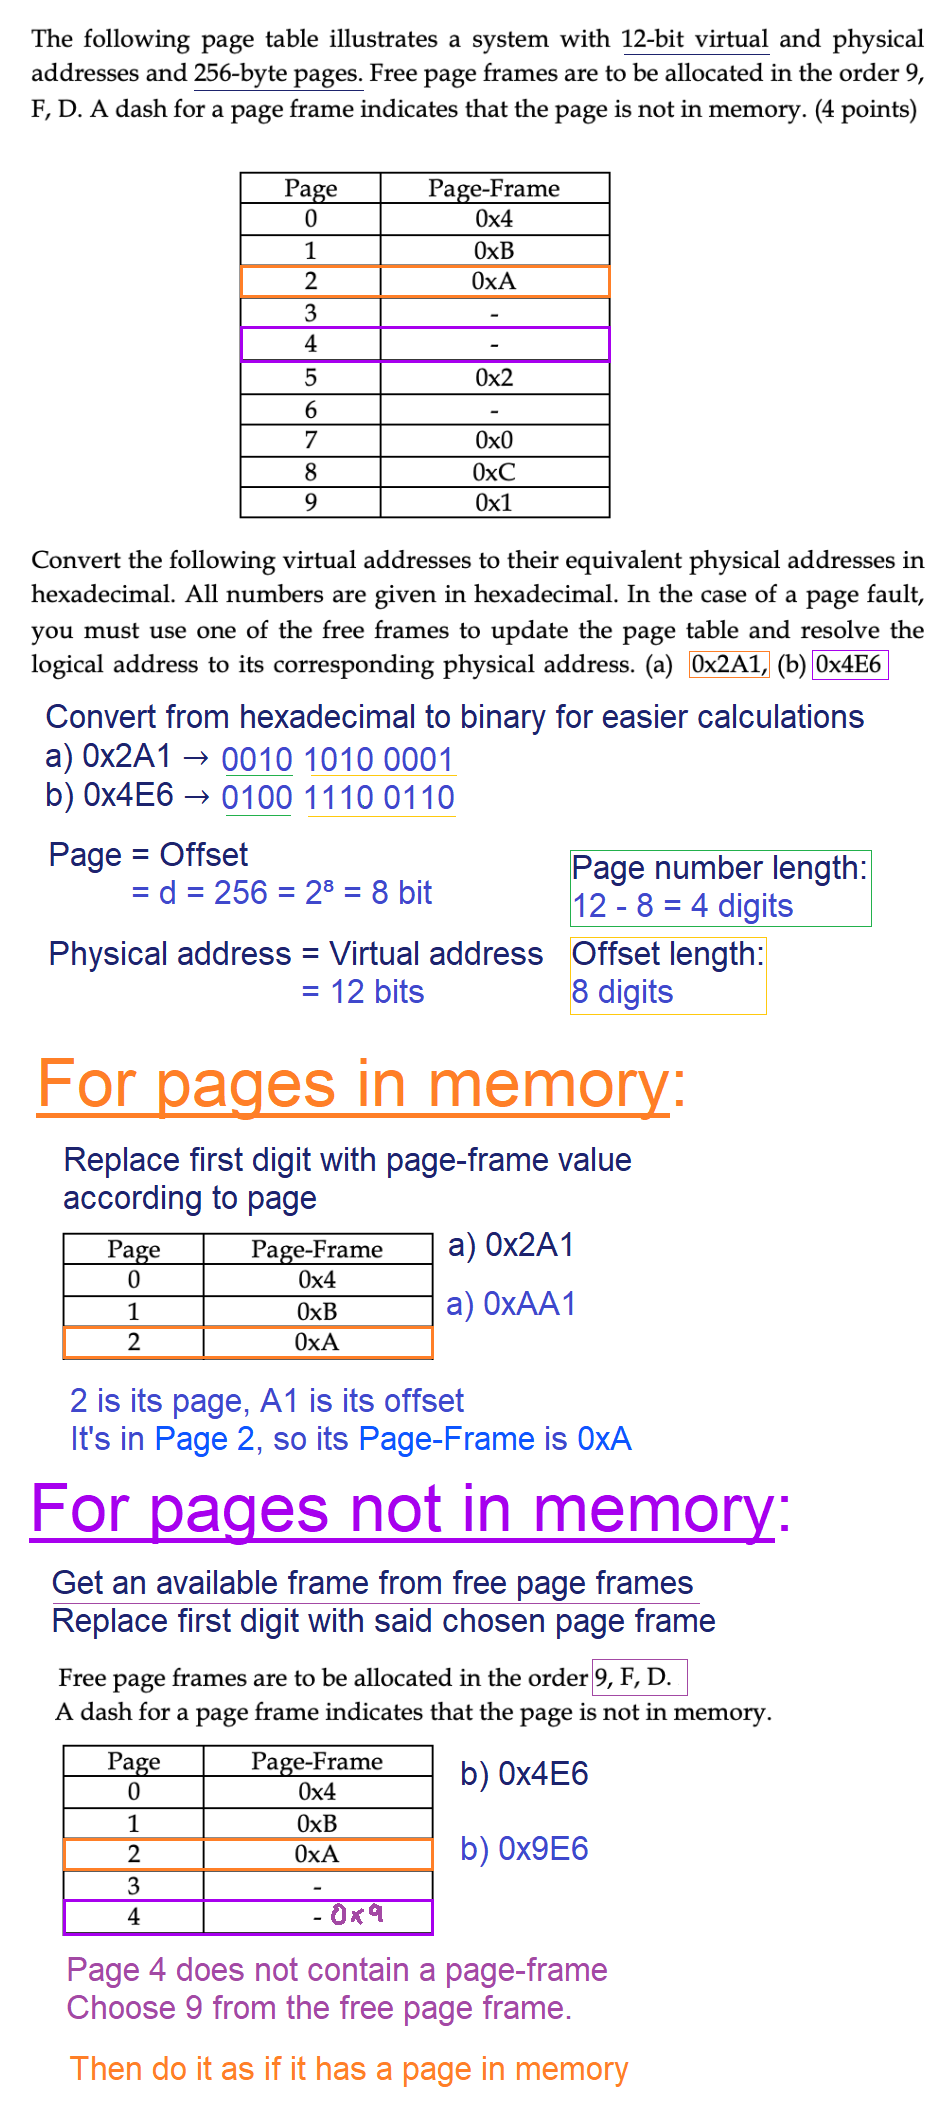 The following page table illustrates a system with 12-bit virtual and physical
addresses and 256-byte pages. Free page frames are to be allocated in the order 9,
F, D. A dash for a page frame indicates that the page is not in memory. (4 points)
Page Page-Frame
0 0x4
1 0xB
2 0xA
3 -
4 -
5 0x2
6 -
7 0x0
8 0xC
9 0x1
Convert the following virtual addresses to their equivalent physical addresses in
hexadecimal. All numbers are given in hexadecimal. In the case of a page fault,
you must use one of the free frames to update the page table and resolve the
logical address to its corresponding physical address. (a) 0x2A1, (b) 0x4E6
Convert from hexadecimal to binary for easier calculations
a) 0x2A1 → 0010 1010 0001
b) 0x4E6 → 0100 1110 0110
Page = Offset
= d = 256 = 2⁸ = 8 bit
Page number length:
12 - 8 = 4 digits
Physical address = Virtual address
= 12 bits
Offset length:
8 digits
For pages in memory:
Replace first digit with page-frame value
according to page
Page Page-Frame
0 0x4
1 0xB
2 0xA
a) 0x2A1
a) 0xAA1
2 is its page, A1 is its offset
It's in Page 2, so its Page-Frame is 0xA
For pages not in memory:
Get an available frame from free page frames
Replace first digit with said chosen page frame
Free page frames are to be allocated in the order 9, F, D.
A dash for a page frame indicates that the page is not in memory.
Page Page-Frame
0 0x4
1 0xB
2 0xA
3 -
4 - 0x9
b) 0x4E6
b) 0x9E6
Page 4 does not contain a page-frame
Choose 9 from the free page frame.
Then do it as if it has a page in memory